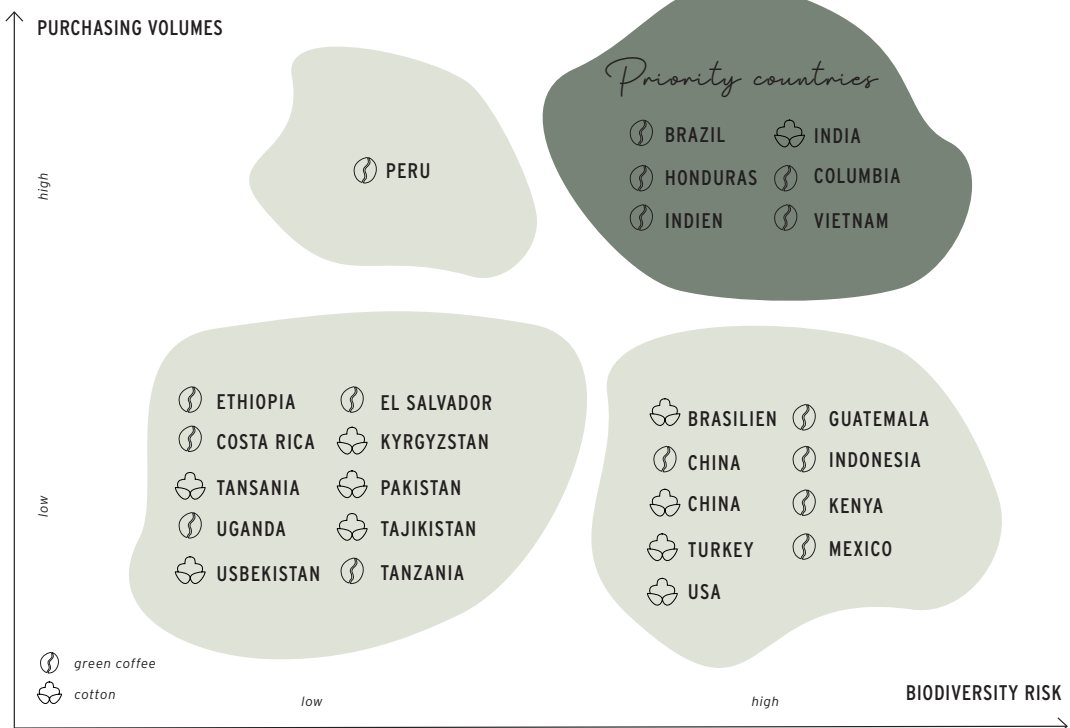 PURCHASING VOLUMES
high
low
Priority countries
BRAZIL
HONDURAS
INDIEN
INDIA
COLUMBIA
VIETNAM
PERU
ETHIOPIA
COSTA RICA
TANSANIA
UGANDA
USBEKISTAN
EL SALVADOR
KYRGYZSTAN
PAKISTAN
TAJIKISTAN
TANZANIA
BRASILIEN
CHINA
CHINA
TURKEY
USA
GUATEMALA
INDONESIA
KENYA
MEXICO
green coffee
cotton
low
high
BIODIVERSITY RISK